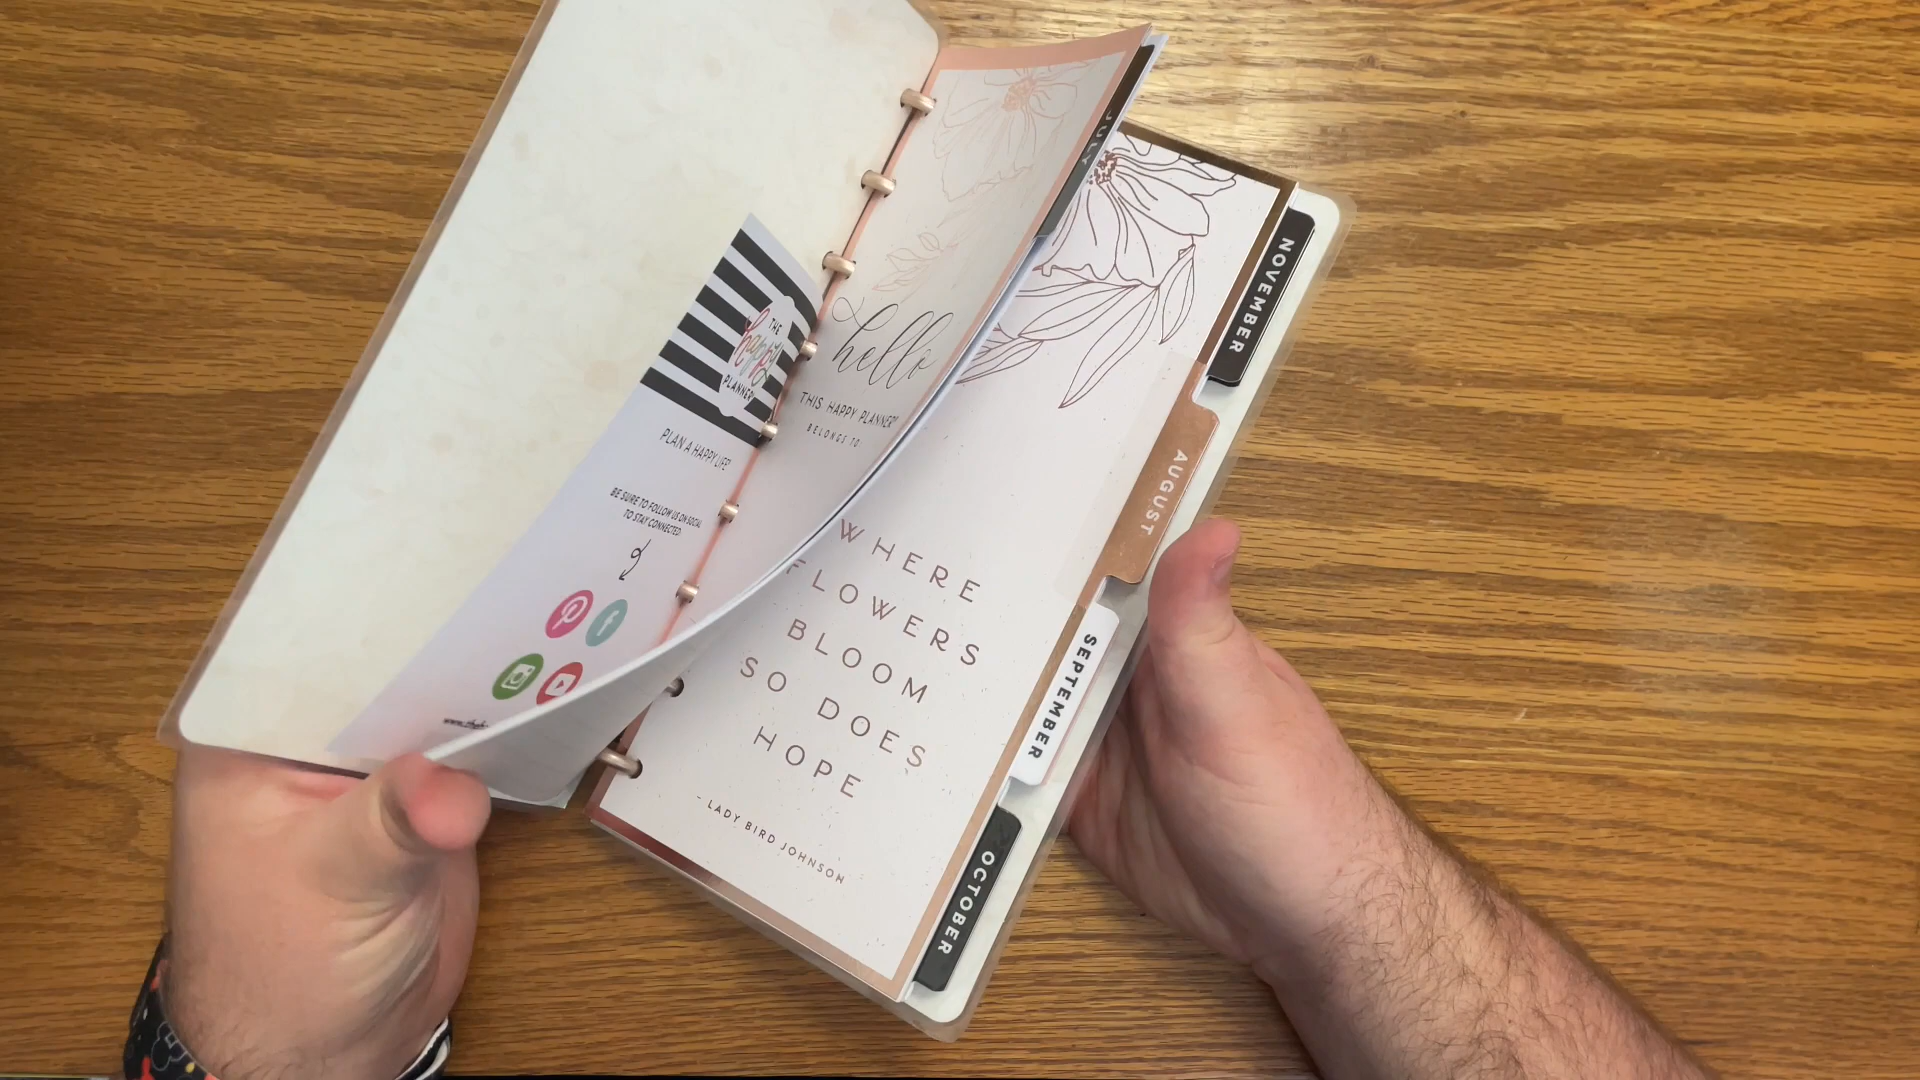 THE
happy
PLANNER
PLAN A HAPPY LIFE
BE SURE TO FOLLOW US ON SOCIAL
TO STAY CONNECTED
hello
THIS HAPPY PLANNER
BELONGS TO
JULY
WHERE
FLOWERS
BLOOM
SO DOES
HOPE
- LADY BIRD JOHNSON
NOVEMBER
AUGUST
SEPTEMBER
OCTOBER